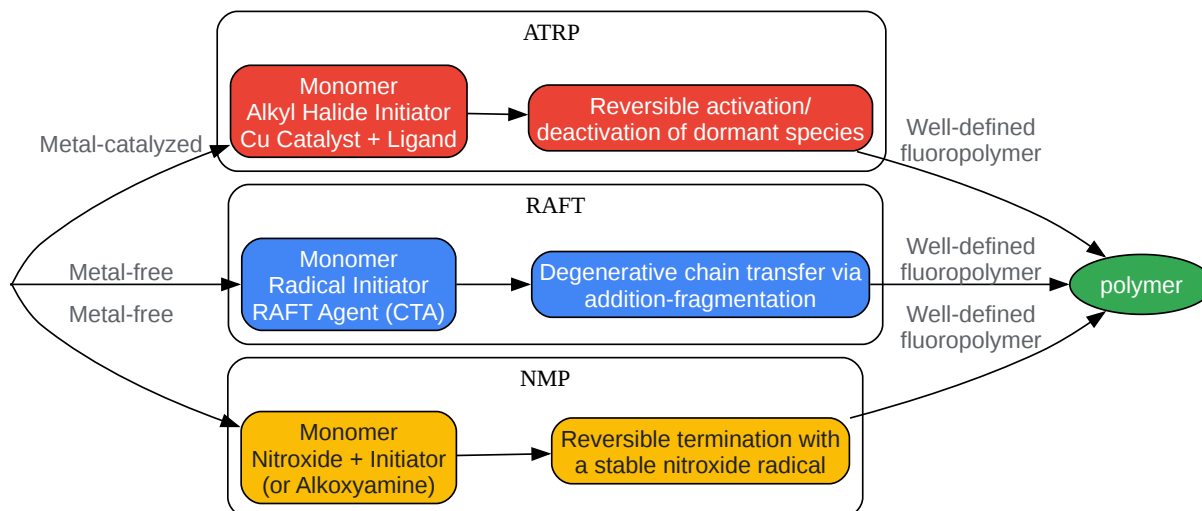 ATRP
Monomer
Alkyl Halide Initiator
Cu Catalyst + Ligand
Reversible activation/
deactivation of dormant species
Metal-catalyzed
Well-defined
fluoropolymer
RAFT
Metal-free
Monomer
Radical Initiator
RAFT Agent (CTA)
Degenerative chain transfer via
addition-fragmentation
Well-defined
fluoropolymer
polymer
Metal-free
Well-defined
fluoropolymer
NMP
Monomer
Nitroxide + Initiator
(or Alkoxyamine)
Reversible termination with
a stable nitroxide radical